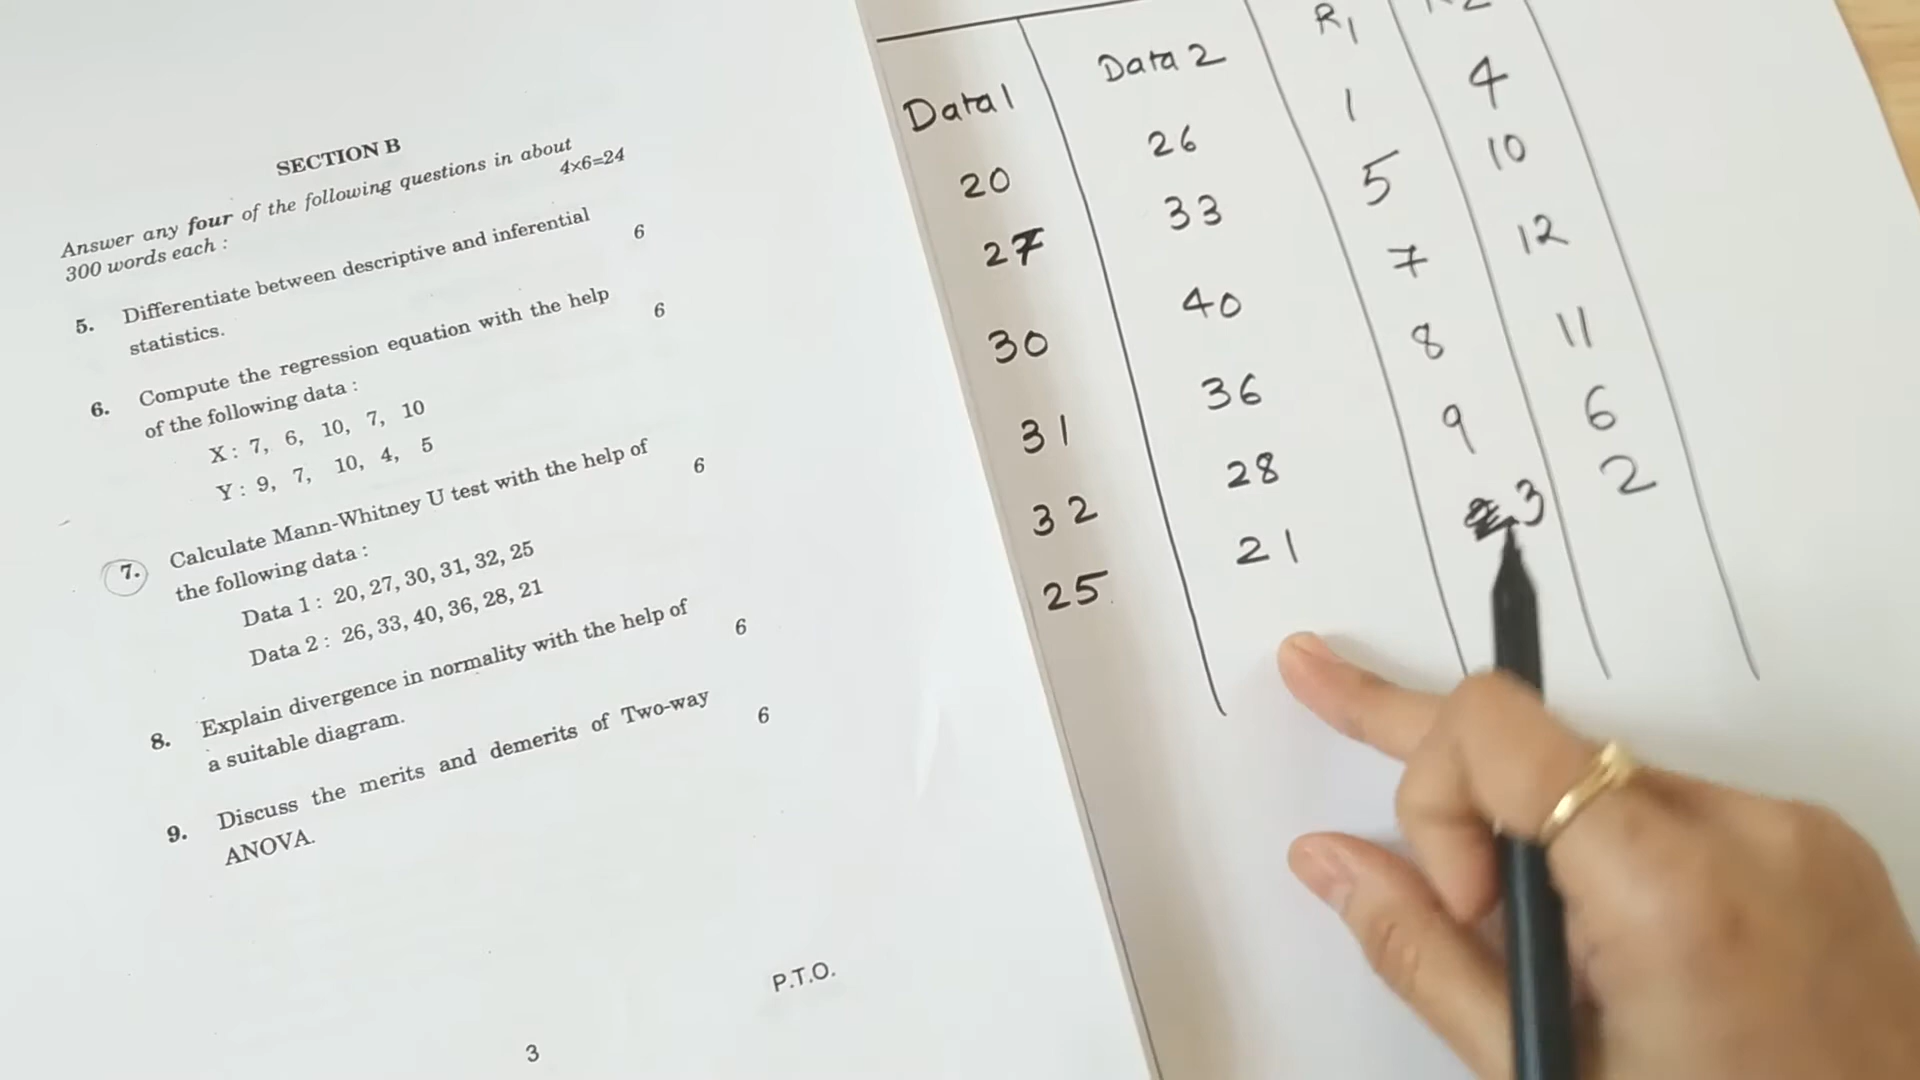 SECTION B
Answer any four of the following questions in about
300 words each : 4×6=24
5. Differentiate between descriptive and inferential
statistics. 6
6. Compute the regression equation with the help
of the following data : 6
X : 7, 6, 10, 7, 10
Y : 9, 7, 10, 4, 5
7. Calculate Mann-Whitney U test with the help of
the following data : 6
Data 1 : 20, 27, 30, 31, 32, 25
Data 2 : 26, 33, 40, 36, 28, 21
8. Explain divergence in normality with the help of
a suitable diagram. 6
9. Discuss the merits and demerits of Two-way
ANOVA. 6
P.T.O.
3
Data 1 Data 2 R1
20 26 1 4
27 33 5 10
30 40 7 12
31 36 8 11
32 28 9 6
25 21 3 2